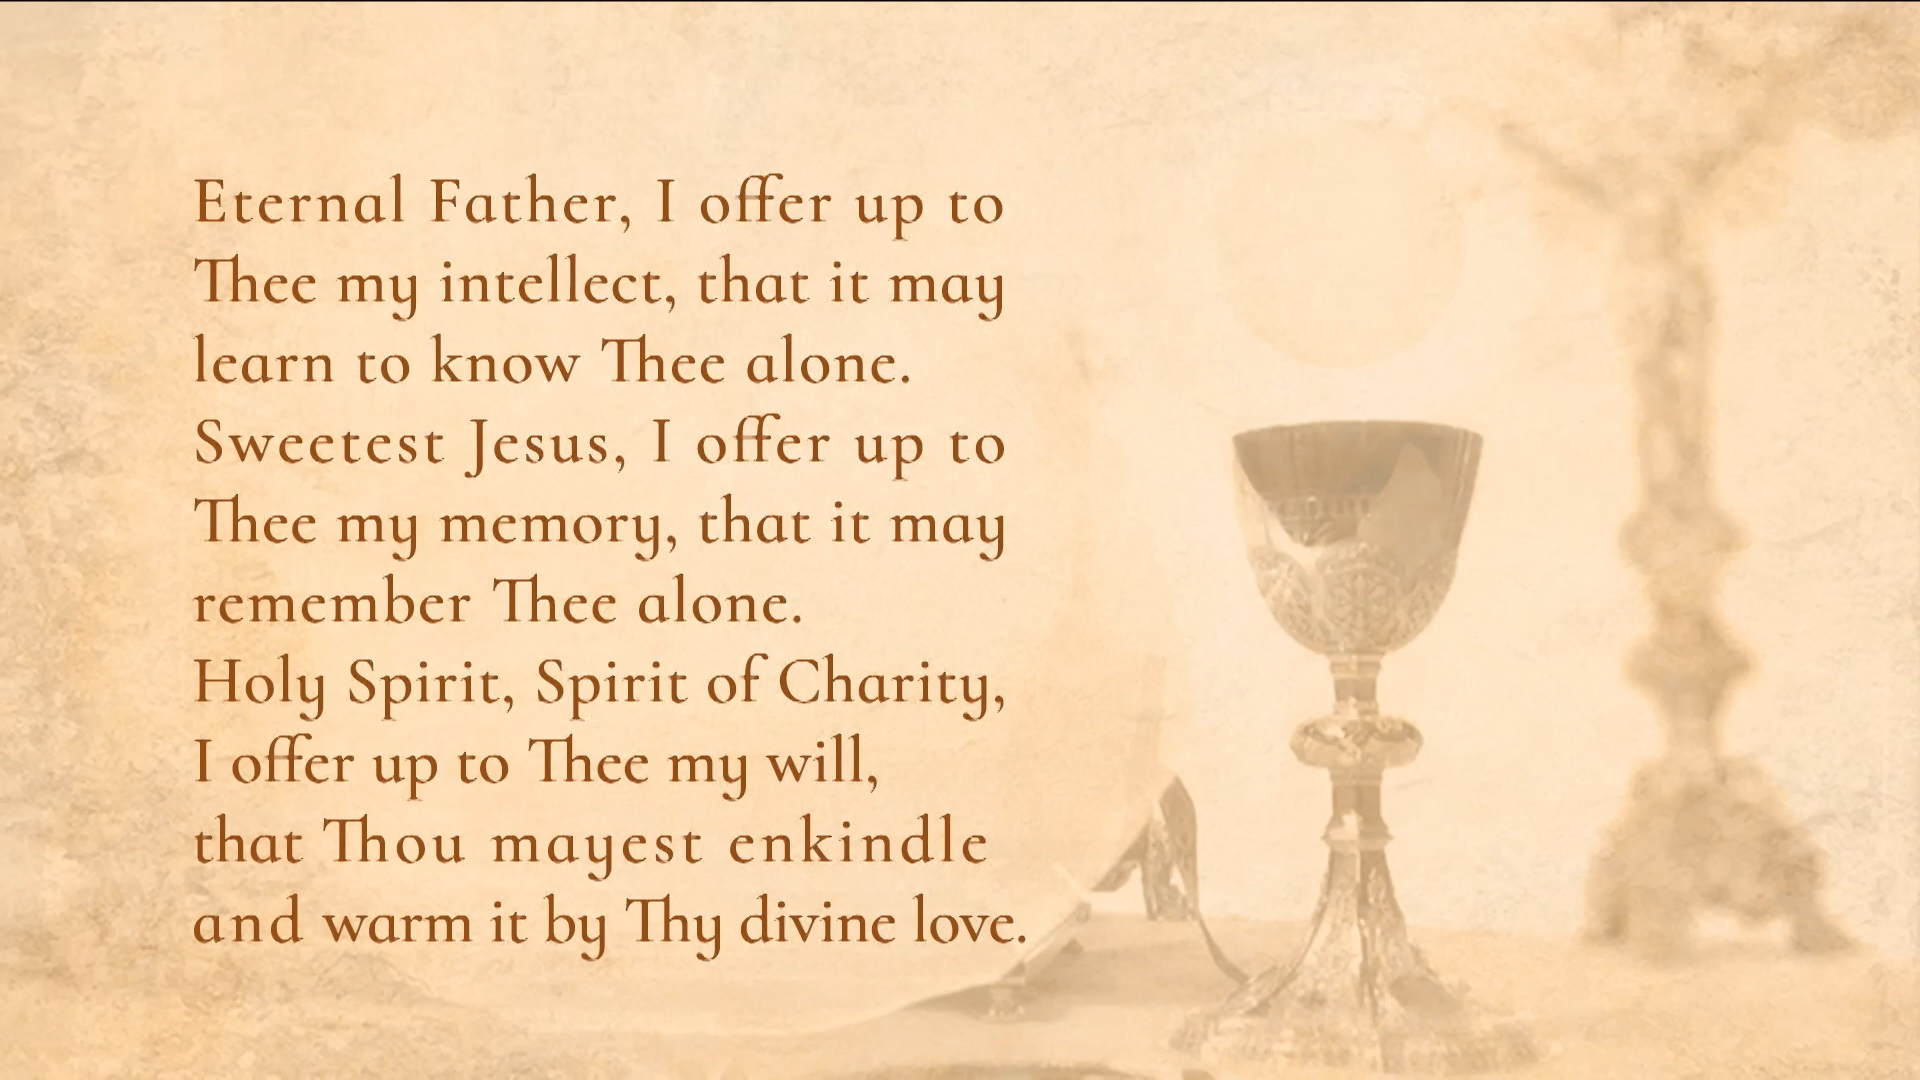 Eternal Father, I offer up to
Thee my intellect, that it may
learn to know Thee alone.
Sweetest Jesus, I offer up to
Thee my memory, that it may
remember Thee alone.
Holy Spirit, Spirit of Charity,
I offer up to Thee my will,
that Thou mayest enkindle
and warm it by Thy divine love.